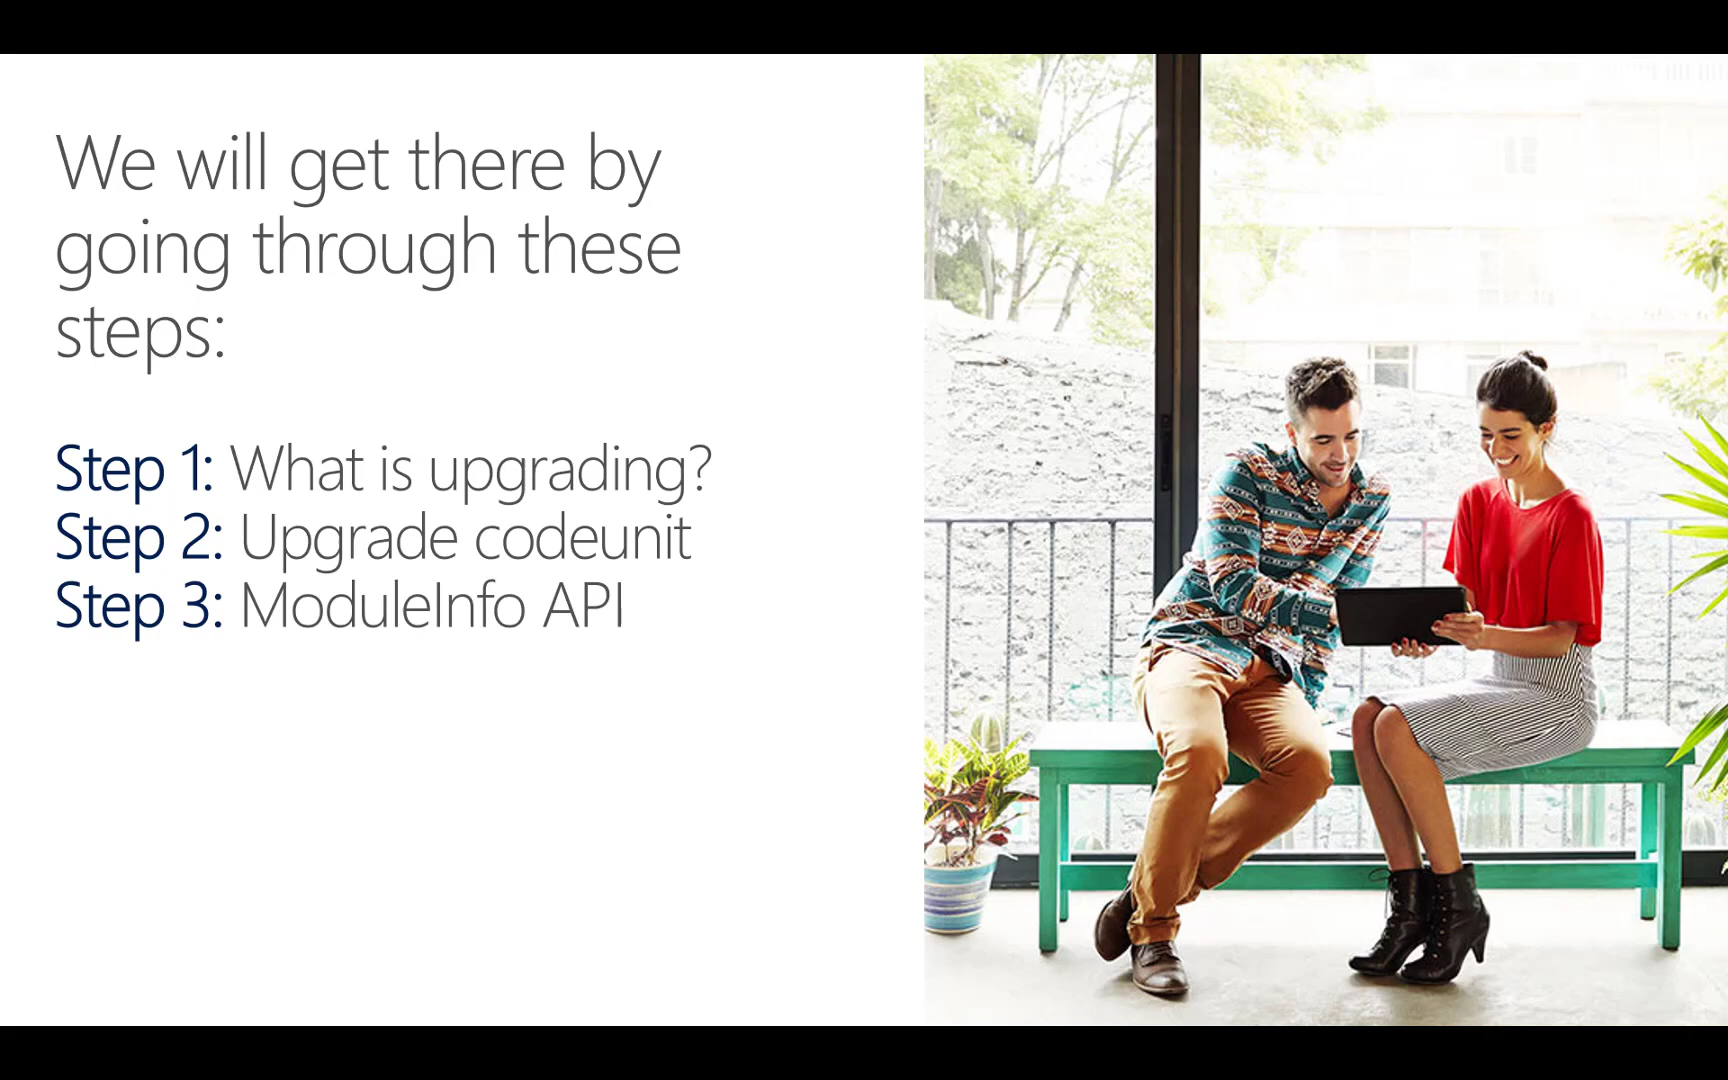 We will get there by
going through these
steps:
Step 1: What is upgrading?
Step 2: Upgrade codeunit
Step 3: ModuleInfo API